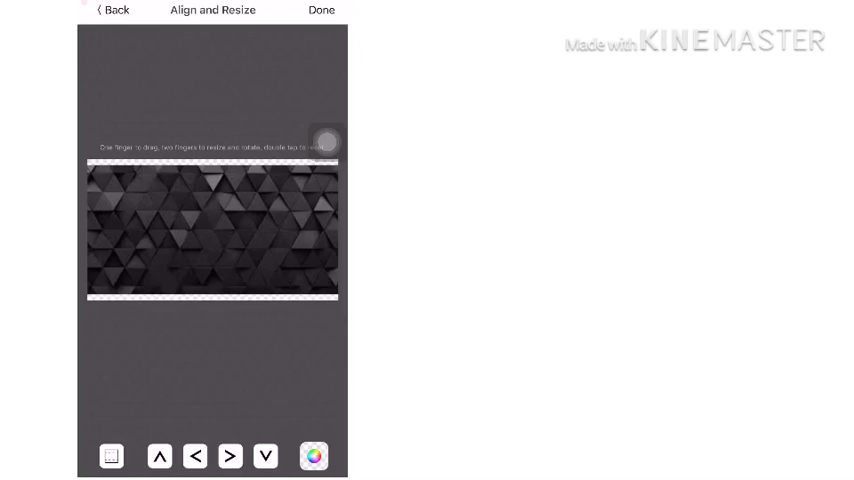 Back
Align and Resize
Done
Made with KINEMASTER
One finger to drag, two fingers to resize and rotate, double tap to reset